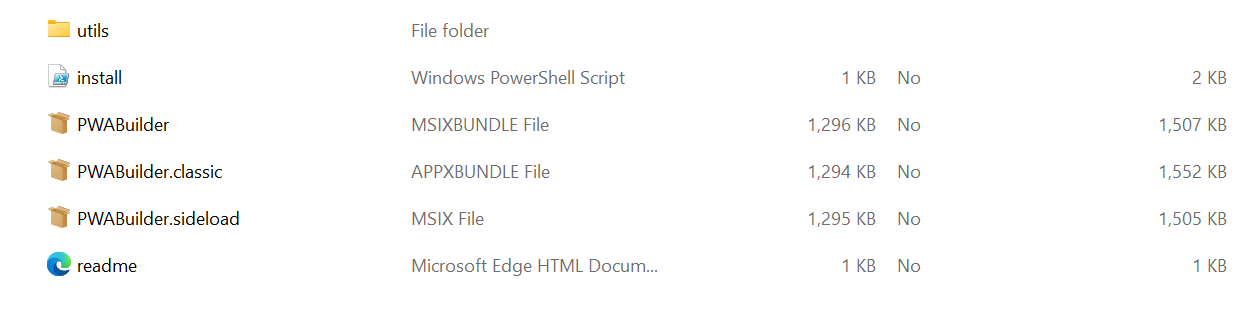 utils File folder
install Windows PowerShell Script 1 KB No 2 KB
PWABuilder MSIXBUNDLE File 1,296 KB No 1,507 KB
PWABuilder.classic APPXBUNDLE File 1,294 KB No 1,552 KB
PWABuilder.sideload MSIX File 1,295 KB No 1,505 KB
readme Microsoft Edge HTML Docum... 1 KB No 1 KB